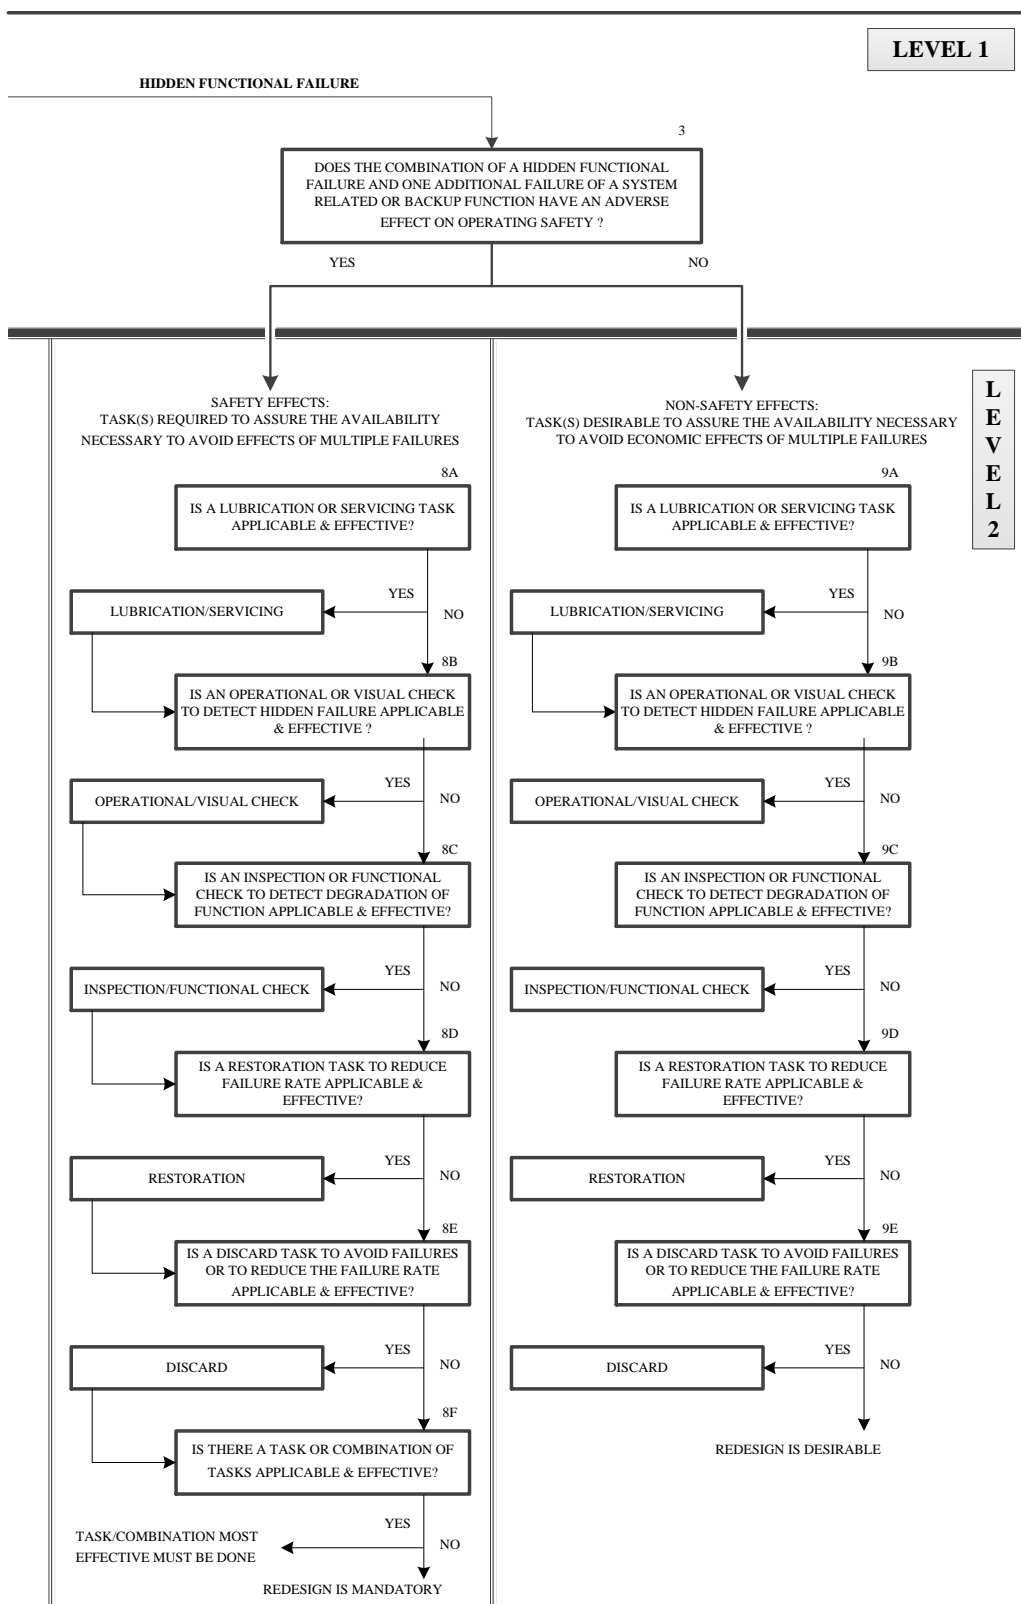 LEVEL 1
HIDDEN FUNCTIONAL FAILURE
3
DOES THE COMBINATION OF A HIDDEN FUNCTIONAL
FAILURE AND ONE ADDITIONAL FAILURE OF A SYSTEM
RELATED OR BACKUP FUNCTION HAVE AN ADVERSE
EFFECT ON OPERATING SAFETY ?
YES
NO
LEVEL 2
SAFETY EFFECTS:
TASK(S) REQUIRED TO ASSURE THE AVAILABILITY
NECESSARY TO AVOID EFFECTS OF MULTIPLE FAILURES
8A
IS A LUBRICATION OR SERVICING TASK
APPLICABLE & EFFECTIVE?
YES
LUBRICATION/SERVICING
NO
8B
IS AN OPERATIONAL OR VISUAL CHECK
TO DETECT HIDDEN FAILURE APPLICABLE
& EFFECTIVE ?
YES
OPERATIONAL/VISUAL CHECK
NO
8C
IS AN INSPECTION OR FUNCTIONAL
CHECK TO DETECT DEGRADATION OF
FUNCTION APPLICABLE & EFFECTIVE?
YES
INSPECTION/FUNCTIONAL CHECK
NO
8D
IS A RESTORATION TASK TO REDUCE
FAILURE RATE APPLICABLE &
EFFECTIVE?
YES
RESTORATION
NO
8E
IS A DISCARD TASK TO AVOID FAILURES
OR TO REDUCE THE FAILURE RATE
APPLICABLE & EFFECTIVE?
YES
DISCARD
NO
8F
IS THERE A TASK OR COMBINATION OF
TASKS APPLICABLE & EFFECTIVE?
YES
TASK/COMBINATION MOST
EFFECTIVE MUST BE DONE
NO
REDESIGN IS MANDATORY
NON-SAFETY EFFECTS:
TASK(S) DESIRABLE TO ASSURE THE AVAILABILITY NECESSARY
TO AVOID ECONOMIC EFFECTS OF MULTIPLE FAILURES
9A
IS A LUBRICATION OR SERVICING TASK
APPLICABLE & EFFECTIVE?
YES
LUBRICATION/SERVICING
NO
9B
IS AN OPERATIONAL OR VISUAL CHECK
TO DETECT HIDDEN FAILURE APPLICABLE
& EFFECTIVE ?
YES
OPERATIONAL/VISUAL CHECK
NO
9C
IS AN INSPECTION OR FUNCTIONAL
CHECK TO DETECT DEGRADATION OF
FUNCTION APPLICABLE & EFFECTIVE?
YES
INSPECTION/FUNCTIONAL CHECK
NO
9D
IS A RESTORATION TASK TO REDUCE
FAILURE RATE APPLICABLE &
EFFECTIVE?
YES
RESTORATION
NO
9E
IS A DISCARD TASK TO AVOID FAILURES
OR TO REDUCE THE FAILURE RATE
APPLICABLE & EFFECTIVE?
YES
DISCARD
NO
REDESIGN IS DESIRABLE